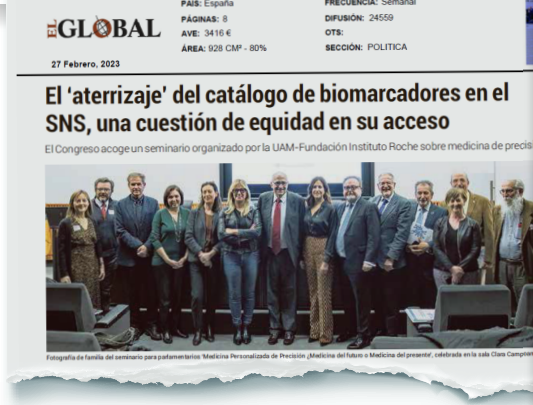 EL GLOBAL
27 Febrero, 2023
PAÍS: España
PÁGINAS: 8
AVE: 3416 €
ÁREA: 928 CM² - 80%
FRECUENCIA: Semanal
DIFUSIÓN: 24559
OTS:
SECCIÓN: POLITICA
El ‘aterrizaje’ del catálogo de biomarcadores en el
SNS, una cuestión de equidad en su acceso
El Congreso acoge un seminario organizado por la UAM-Fundación Instituto Roche sobre medicina de precis
Fotografía de familia del seminario para parlamentarios ‘Medicina Personalizada de Precisión ¿Medicina del futuro o Medicina del presente’, celebrada en la sala Clara Campoam